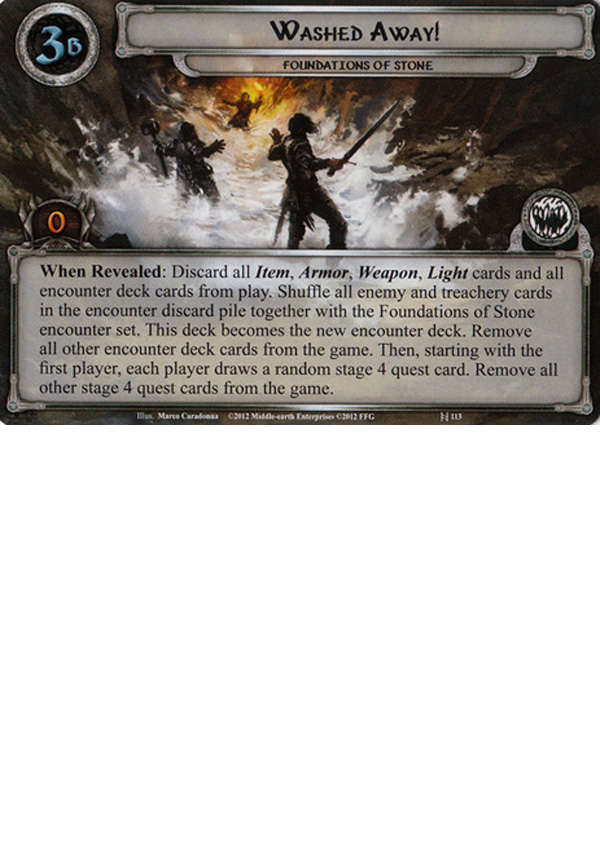 3B
WASHED AWAY!
FOUNDATIONS OF STONE
0
When Revealed: Discard all Item, Armor, Weapon, Light cards and all
encounter deck cards from play. Shuffle all enemy and treachery cards
in the encounter discard pile together with the Foundations of Stone
encounter set. This deck becomes the new encounter deck. Remove
all other encounter deck cards from the game. Then, starting with the
first player, each player draws a random stage 4 quest card. Remove all
other stage 4 quest cards from the game.
Illus. Marco Caradonna ©2012 Middle-earth Enterprises ©2012 FFG 113